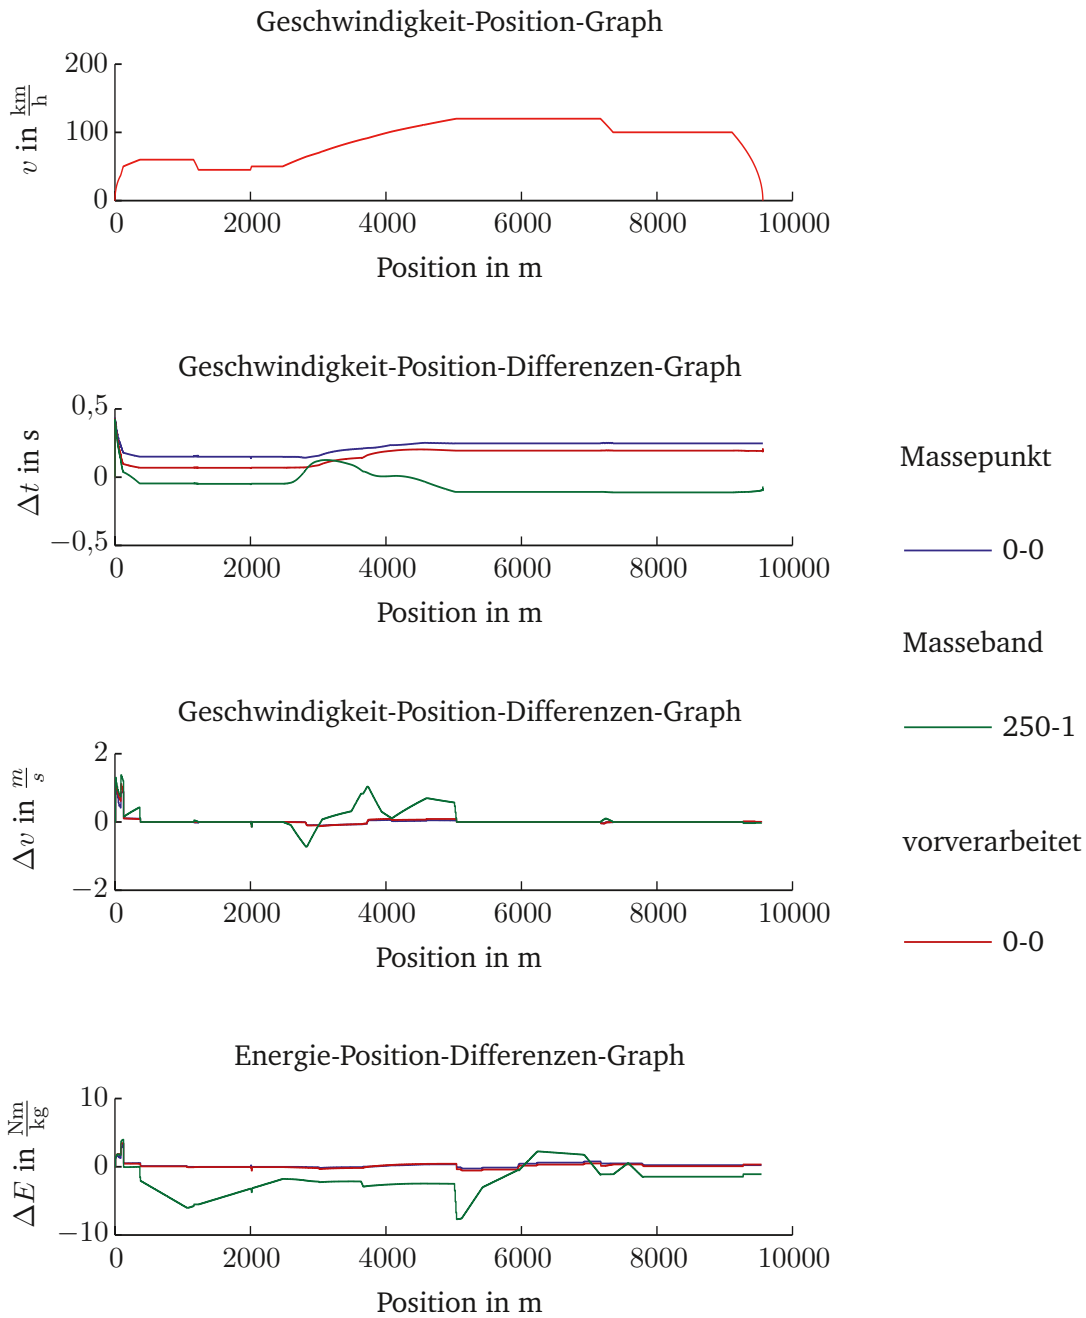 Geschwindigkeit-Position-Graph
200
100
0
v in km/h
0 2000 4000 6000 8000 10000
Position in m
Geschwindigkeit-Position-Differenzen-Graph
0,5
0
−0,5
Δt in s
0 2000 4000 6000 8000 10000
Position in m
Geschwindigkeit-Position-Differenzen-Graph
2
0
−2
Δv in m/s
0 2000 4000 6000 8000 10000
Position in m
Energie-Position-Differenzen-Graph
10
0
−10
ΔE in Nm/kg
0 2000 4000 6000 8000 10000
Position in m
Massepunkt
0-0
Masseband
250-1
vorverarbeitet
0-0